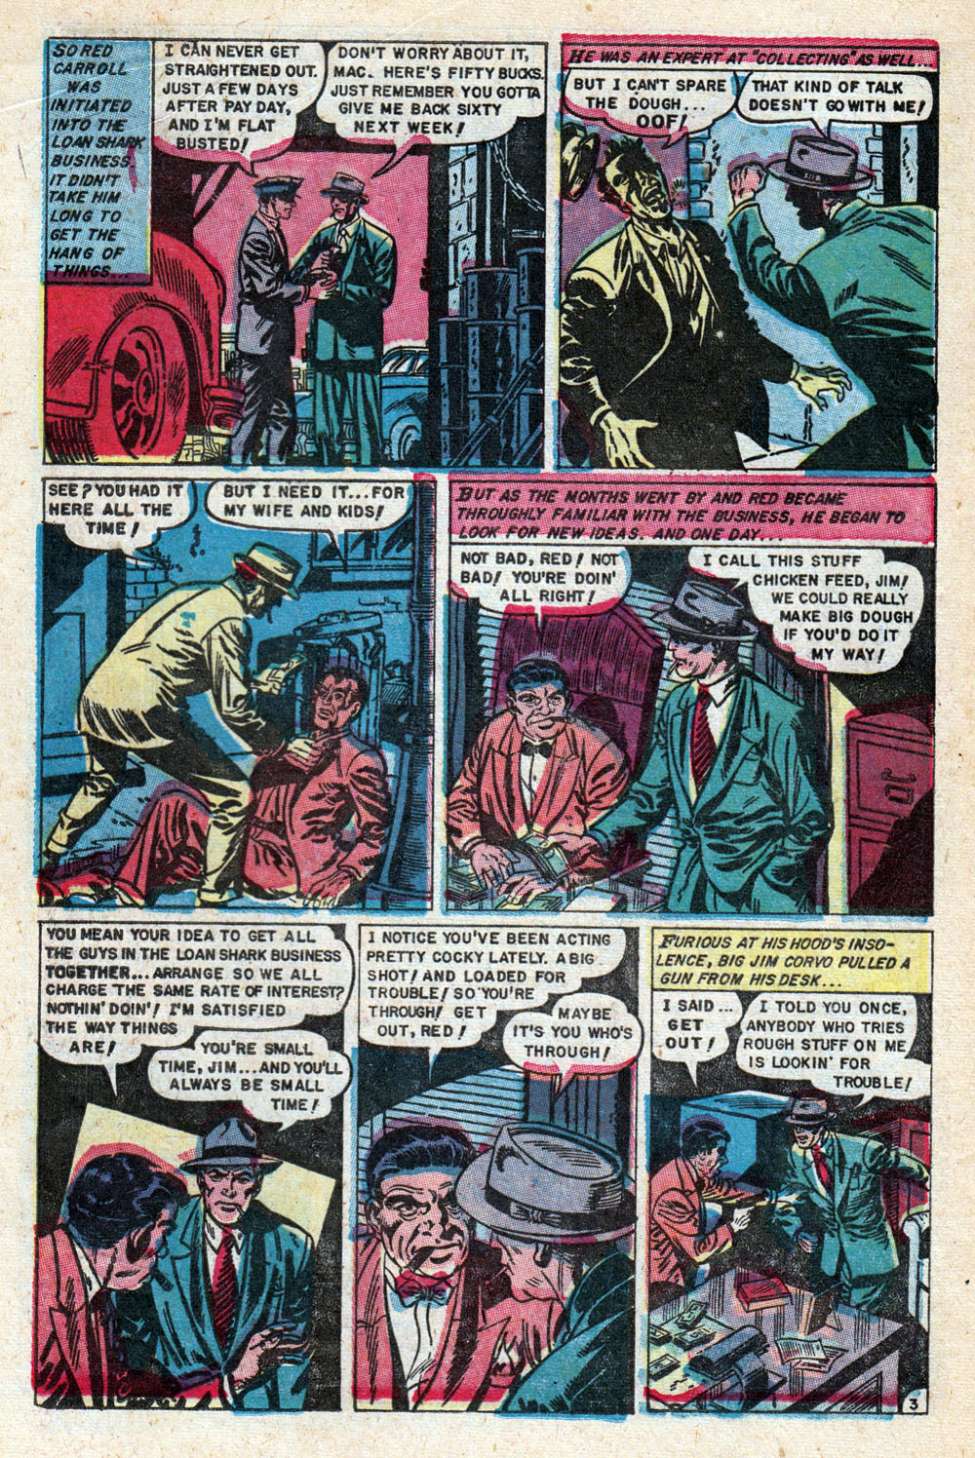 SO RED
CARROLL
WAS
INITIATED
INTO THE
LOAN SHARK
BUSINESS.
IT DIDN'T
TAKE HIM
LONG TO
GET THE
HANG OF
THINGS...
I CAN NEVER GET
STRAIGHTENED OUT.
JUST A FEW DAYS
AFTER PAY DAY,
AND I'M FLAT
BUSTED!
DON'T WORRY ABOUT IT,
MAC. HERE'S FIFTY BUCKS.
JUST REMEMBER YOU GOTTA
GIVE ME BACK SIXTY
NEXT WEEK!
HE WAS AN EXPERT AT "COLLECTING" AS WELL...
BUT I CAN'T SPARE
THE DOUGH...
OOF!
THAT KIND OF TALK
DOESN'T GO WITH ME!
SEE? YOU HAD IT
HERE ALL THE
TIME!
BUT I NEED IT...FOR
MY WIFE AND KIDS!
BUT AS THE MONTHS WENT BY AND RED BECAME
THROUGHLY FAMILIAR WITH THE BUSINESS, HE BEGAN TO
LOOK FOR NEW IDEAS. AND ONE DAY...
NOT BAD, RED! NOT
BAD! YOU'RE DOIN'
ALL RIGHT!
I CALL THIS STUFF
CHICKEN FEED, JIM!
WE COULD REALLY
MAKE BIG DOUGH
IF YOU'D DO IT
MY WAY!
YOU MEAN YOUR IDEA TO GET ALL
THE GUYS IN THE LOAN SHARK BUSINESS
TOGETHER... ARRANGE SO WE ALL
CHARGE THE SAME RATE OF INTEREST?
NOTHIN' DOIN'! I'M SATISFIED
THE WAY THINGS
ARE!
YOU'RE SMALL
TIME, JIM...AND YOU'LL
ALWAYS BE SMALL
TIME!
I NOTICE YOU'VE BEEN ACTING
PRETTY COCKY LATELY. A BIG
SHOT! AND LOADED FOR
TROUBLE! SO YOU'RE
THROUGH! GET
OUT, RED!
MAYBE
IT'S YOU WHO'S
THROUGH!
FURIOUS AT HIS HOOD'S INSO-
LENCE, BIG JIM CORVO PULLED A
GUN FROM HIS DESK...
I SAID...
GET
OUT!
I TOLD YOU ONCE,
ANYBODY WHO TRIES
ROUGH STUFF ON ME
IS LOOKIN' FOR
TROUBLE!
3